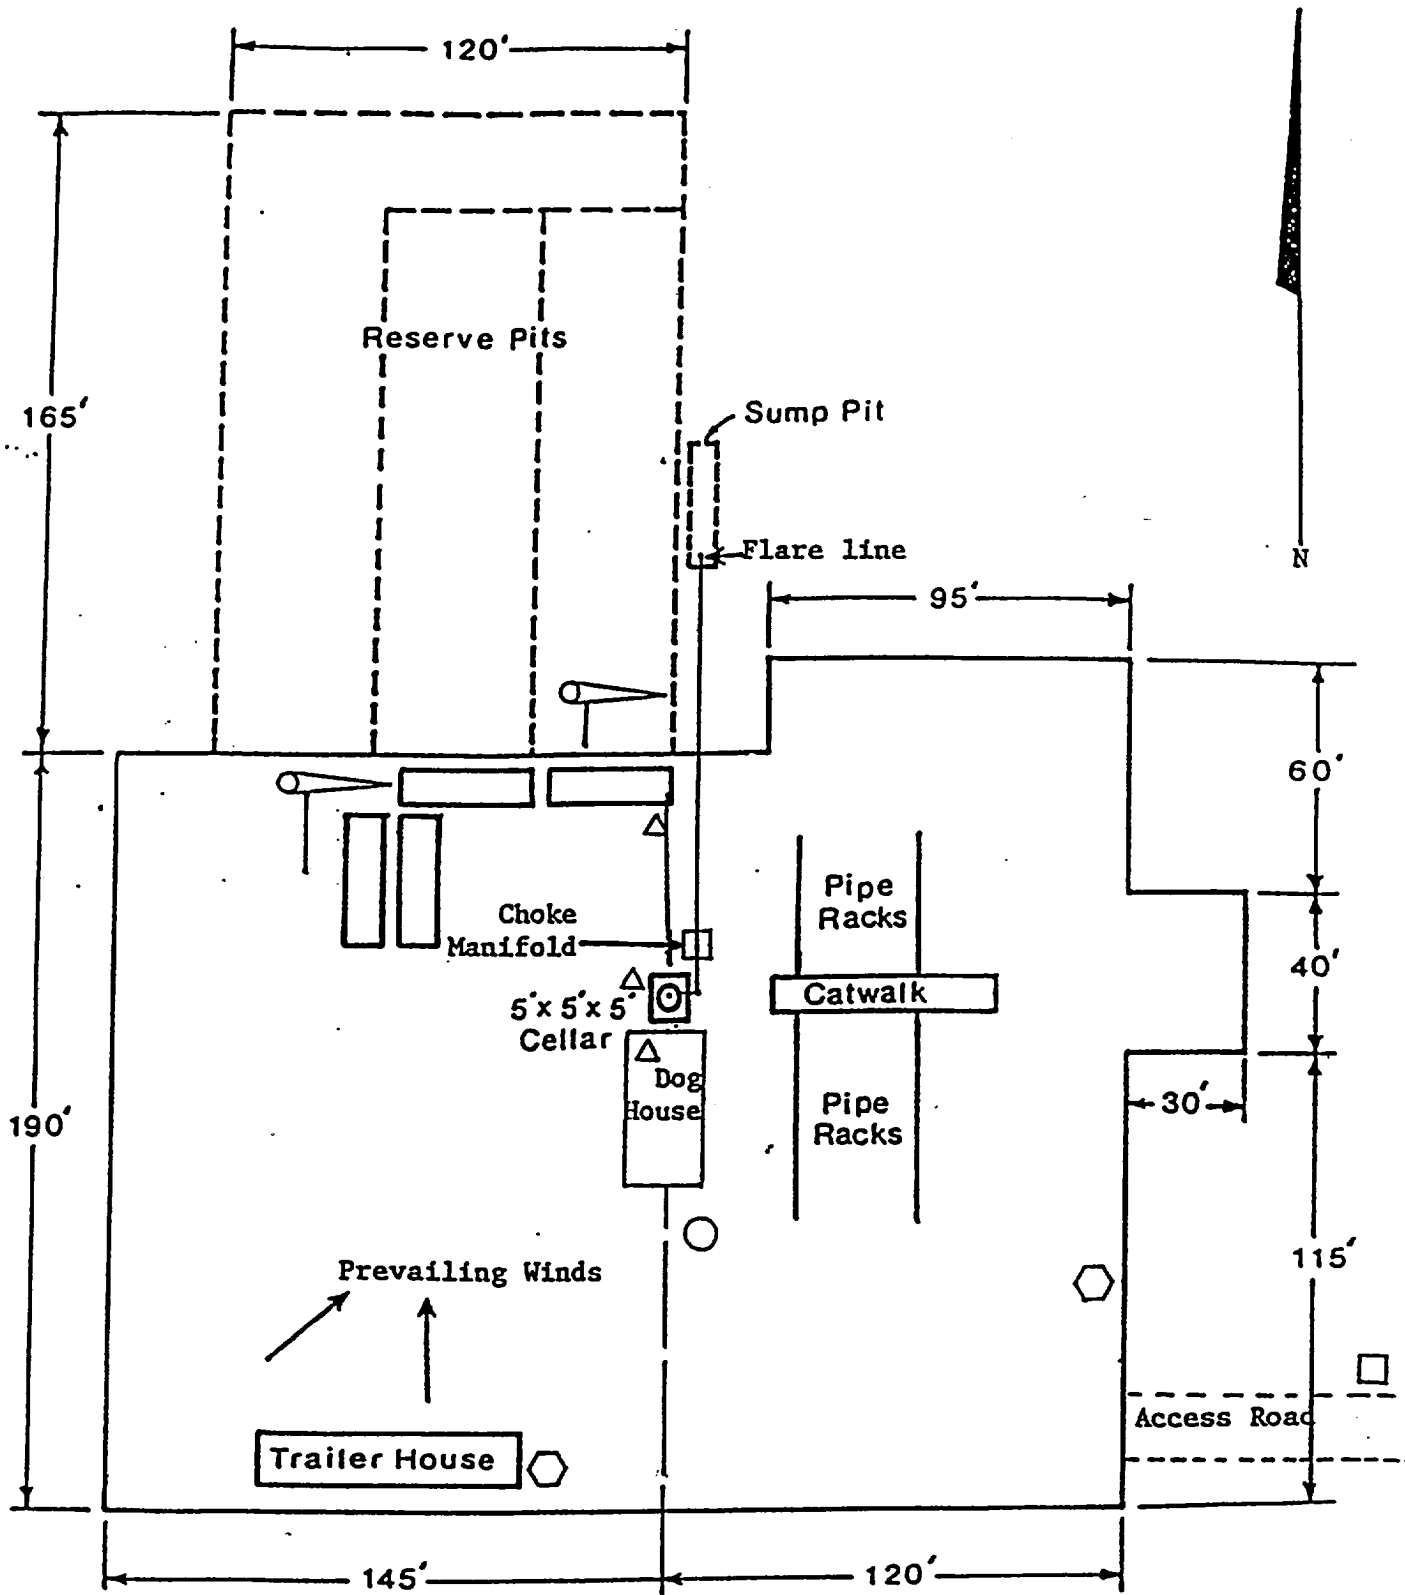 120'
Reserve Pits
165'
Sump Pit
Flare line
N
95'
60'
Pipe
Racks
Choke
Manifold
40'
Catwalk
5'x 5'x 5'
Cellar
Dog
House
Pipe
Racks
30'
190'
115'
Prevailing Winds
Access Road
Trailer House
145'
120'